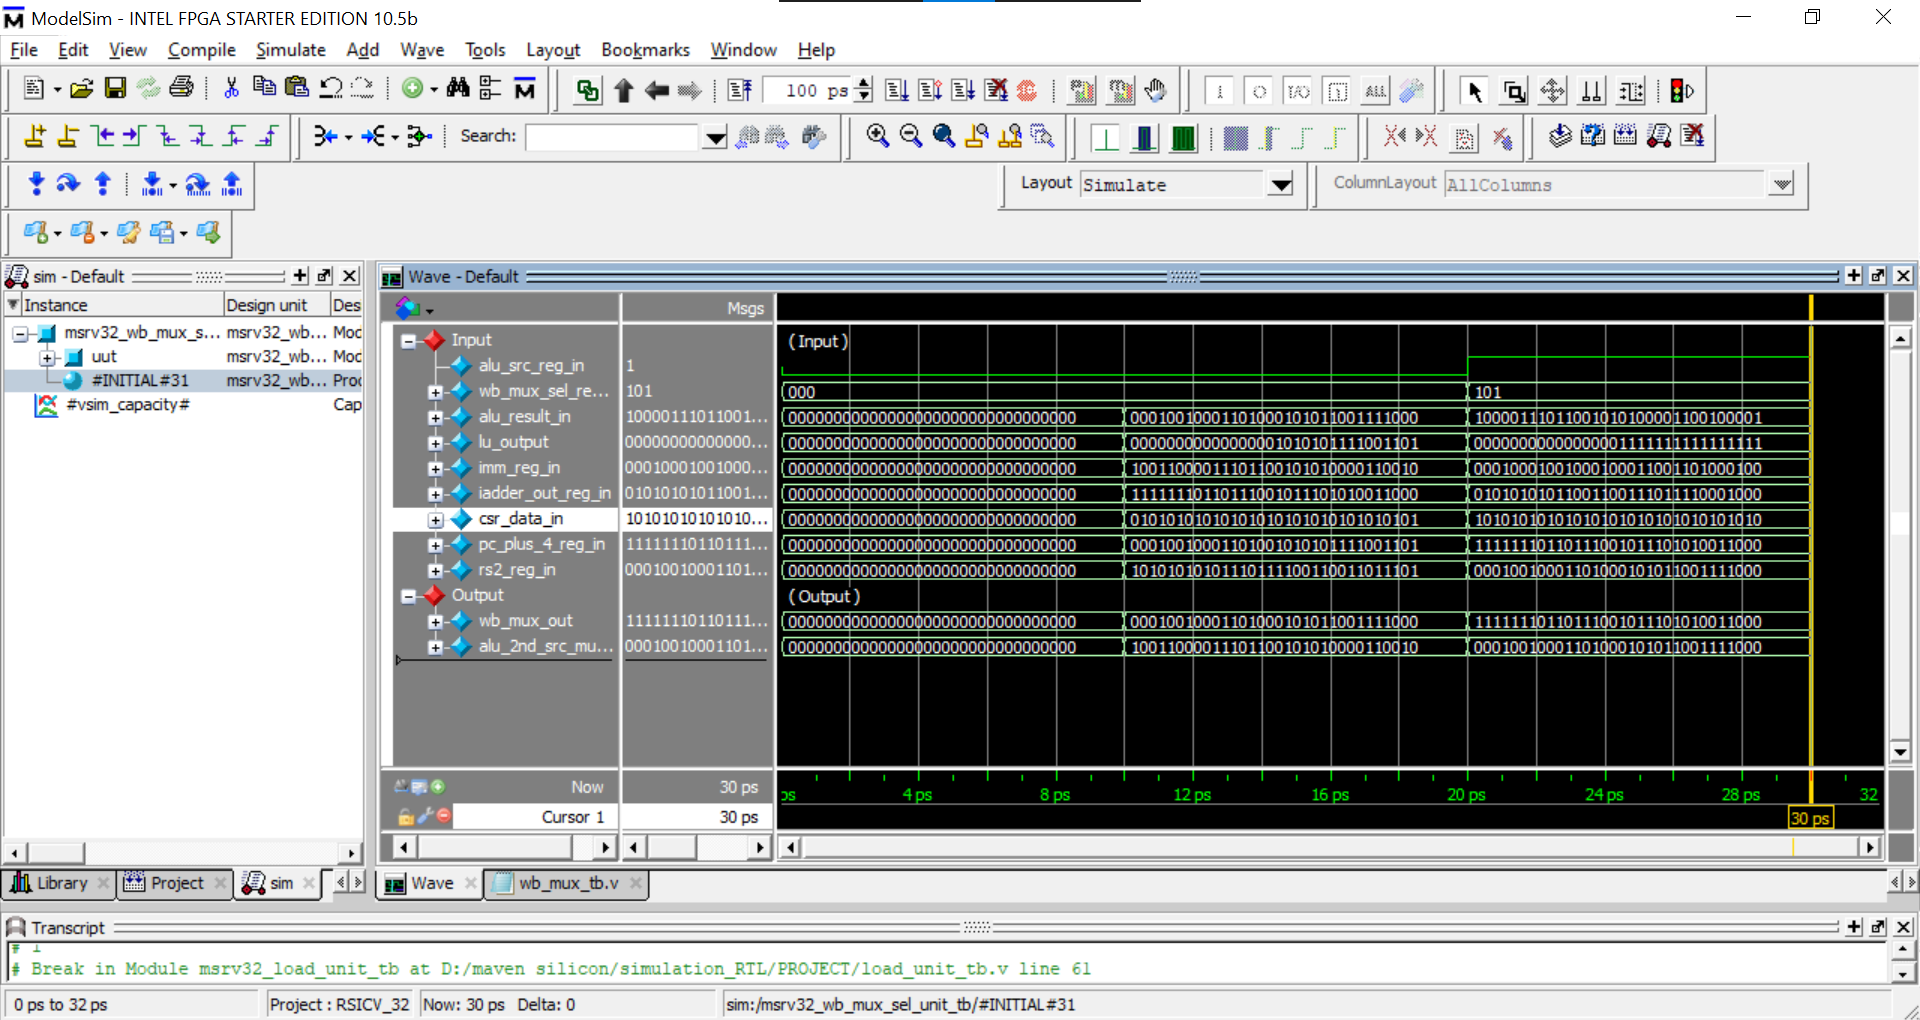 ModelSim - INTEL FPGA STARTER EDITION 10.5b
File Edit View Compile Simulate Add Wave Tools Layout Bookmarks Window Help
100 ps
Search:
Layout Simulate
ColumnLayout AllColumns
sim - Default
Instance Design unit Des
msrv32_wb_mux_s... msrv32_wb... Mod
uut msrv32_wb... Mod
#INITIAL#31 msrv32_wb... Proc
#vsim_capacity# Cap
Wave - Default
Msgs
Input (Input)
alu_src_reg_in 1
wb_mux_sel_re... 101 000 101
alu_result_in 10000111011001... 00000000000000000000000000000000 00010010001101000101011001111000 10000111011001010100001100100001
lu_output 00000000000000... 00000000000000000000000000000000 00000000000000001010101111001101 00000000000000001111111111111111
imm_reg_in 00010001001000... 00000000000000000000000000000000 10011000011101100101010000110010 00010001001000100011001101000100
iadder_out_reg_in 01010101011001... 00000000000000000000000000000000 11111110110111001011101010011000 01010101011001100111011110001000
csr_data_in 10101010101010... 00000000000000000000000000000000 01010101010101010101010101010101 10101010101010101010101010101010
pc_plus_4_reg_in 11111110110111... 00000000000000000000000000000000 00010010001101001010101111001101 11111110110111001011101010011000
rs2_reg_in 00010010001101... 00000000000000000000000000000000 10101010101110111100110011011101 00010010001101000101011001111000
Output (Output)
wb_mux_out 11111110110111... 00000000000000000000000000000000 00010010001101000101011001111000 11111110110111001011101010011000
alu_2nd_src_mu... 00010010001101... 00000000000000000000000000000000 10011000011101100101010000110010 00010010001101000101011001111000
Now 30 ps ps 4 ps 8 ps 12 ps 16 ps 20 ps 24 ps 28 ps 32
Cursor 1 30 ps 30 ps
Library Project sim Wave wb_mux_tb.v
Transcript
# 1
# Break in Module msrv32_load_unit_tb at D:/maven silicon/simulation_RTL/PROJECT/load_unit_tb.v line 61
0 ps to 32 ps Project : RSICV_32 Now: 30 ps Delta: 0 sim:/msrv32_wb_mux_sel_unit_tb/#INITIAL#31